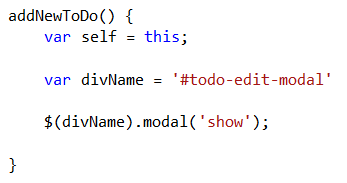 addNewToDo() {
    var self = this;
    var divName = '#todo-edit-modal'
    $(divName).modal('show');
}